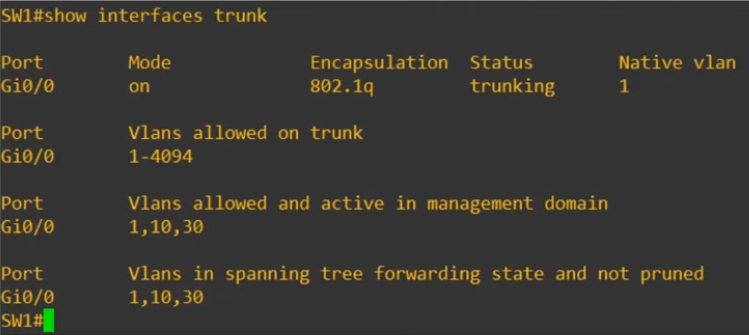 SW1#show interfaces trunk
Port Mode Encapsulation Status Native vlan
Gi0/0 on 802.1q trunking 1
Port Vlans allowed on trunk
Gi0/0 1-4094
Port Vlans allowed and active in management domain
Gi0/0 1,10,30
Port Vlans in spanning tree forwarding state and not pruned
Gi0/0 1,10,30
SW1#